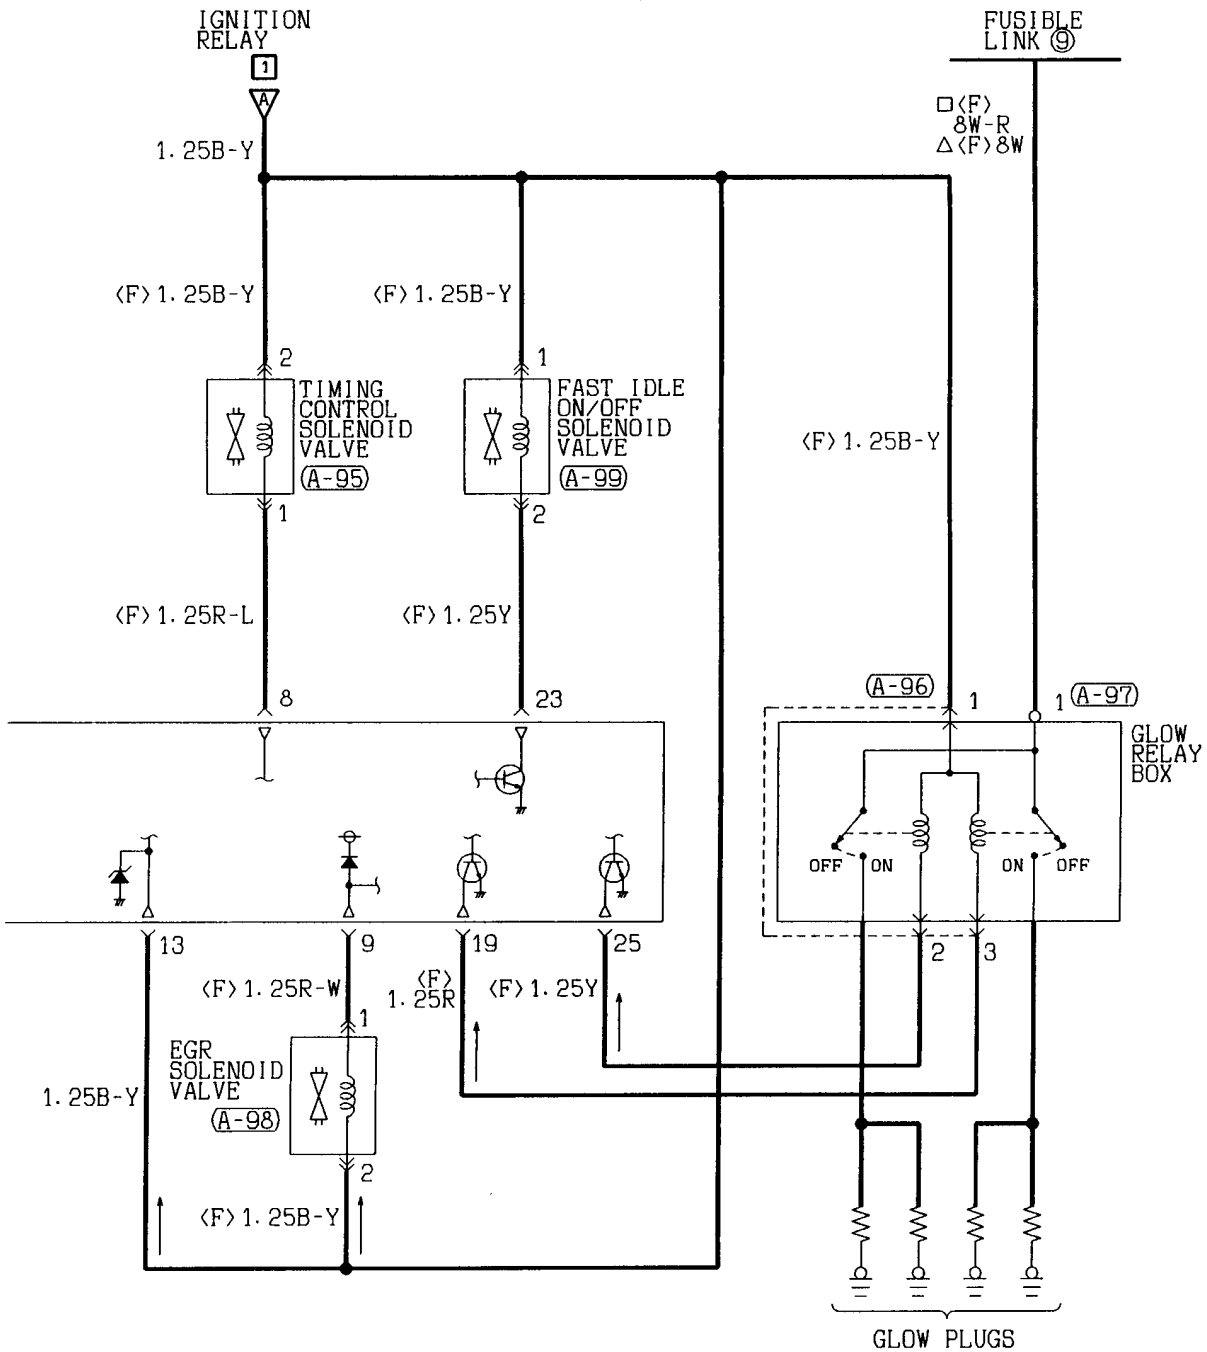 IGNITION
RELAY
1
A
1.25B-Y
FUSIBLE
LINK ⑨
□〈F〉
8W-R
△〈F〉8W
〈F〉1.25B-Y
〈F〉1.25B-Y
2
TIMING
CONTROL
SOLENOID
VALVE
A-95
1
1
FAST IDLE
ON/OFF
SOLENOID
VALVE
A-99
2
〈F〉1.25B-Y
〈F〉1.25R-L
〈F〉1.25Y
8
23
A-96
1
1
A-97
GLOW
RELAY
BOX
OFF
ON
ON
OFF
13
9
19
25
2
3
〈F〉1.25R-W
〈F〉
1.25R
〈F〉1.25Y
1
EGR
SOLENOID
VALVE
A-98
1.25B-Y
2
〈F〉1.25B-Y
GLOW PLUGS